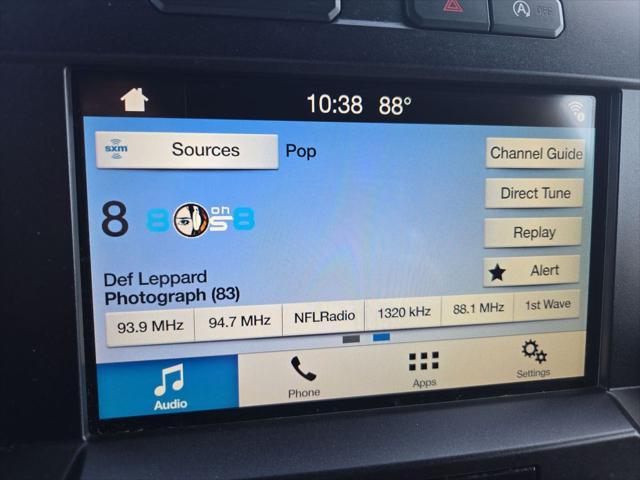 OFF
10:38 88°
sxm Sources Pop Channel Guide
Direct Tune
8 80s on 8
Replay
Def Leppard Alert
Photograph (83)
93.9 MHz 94.7 MHz NFLRadio 1320 kHz 88.1 MHz 1st Wave
Audio Phone Apps Settings